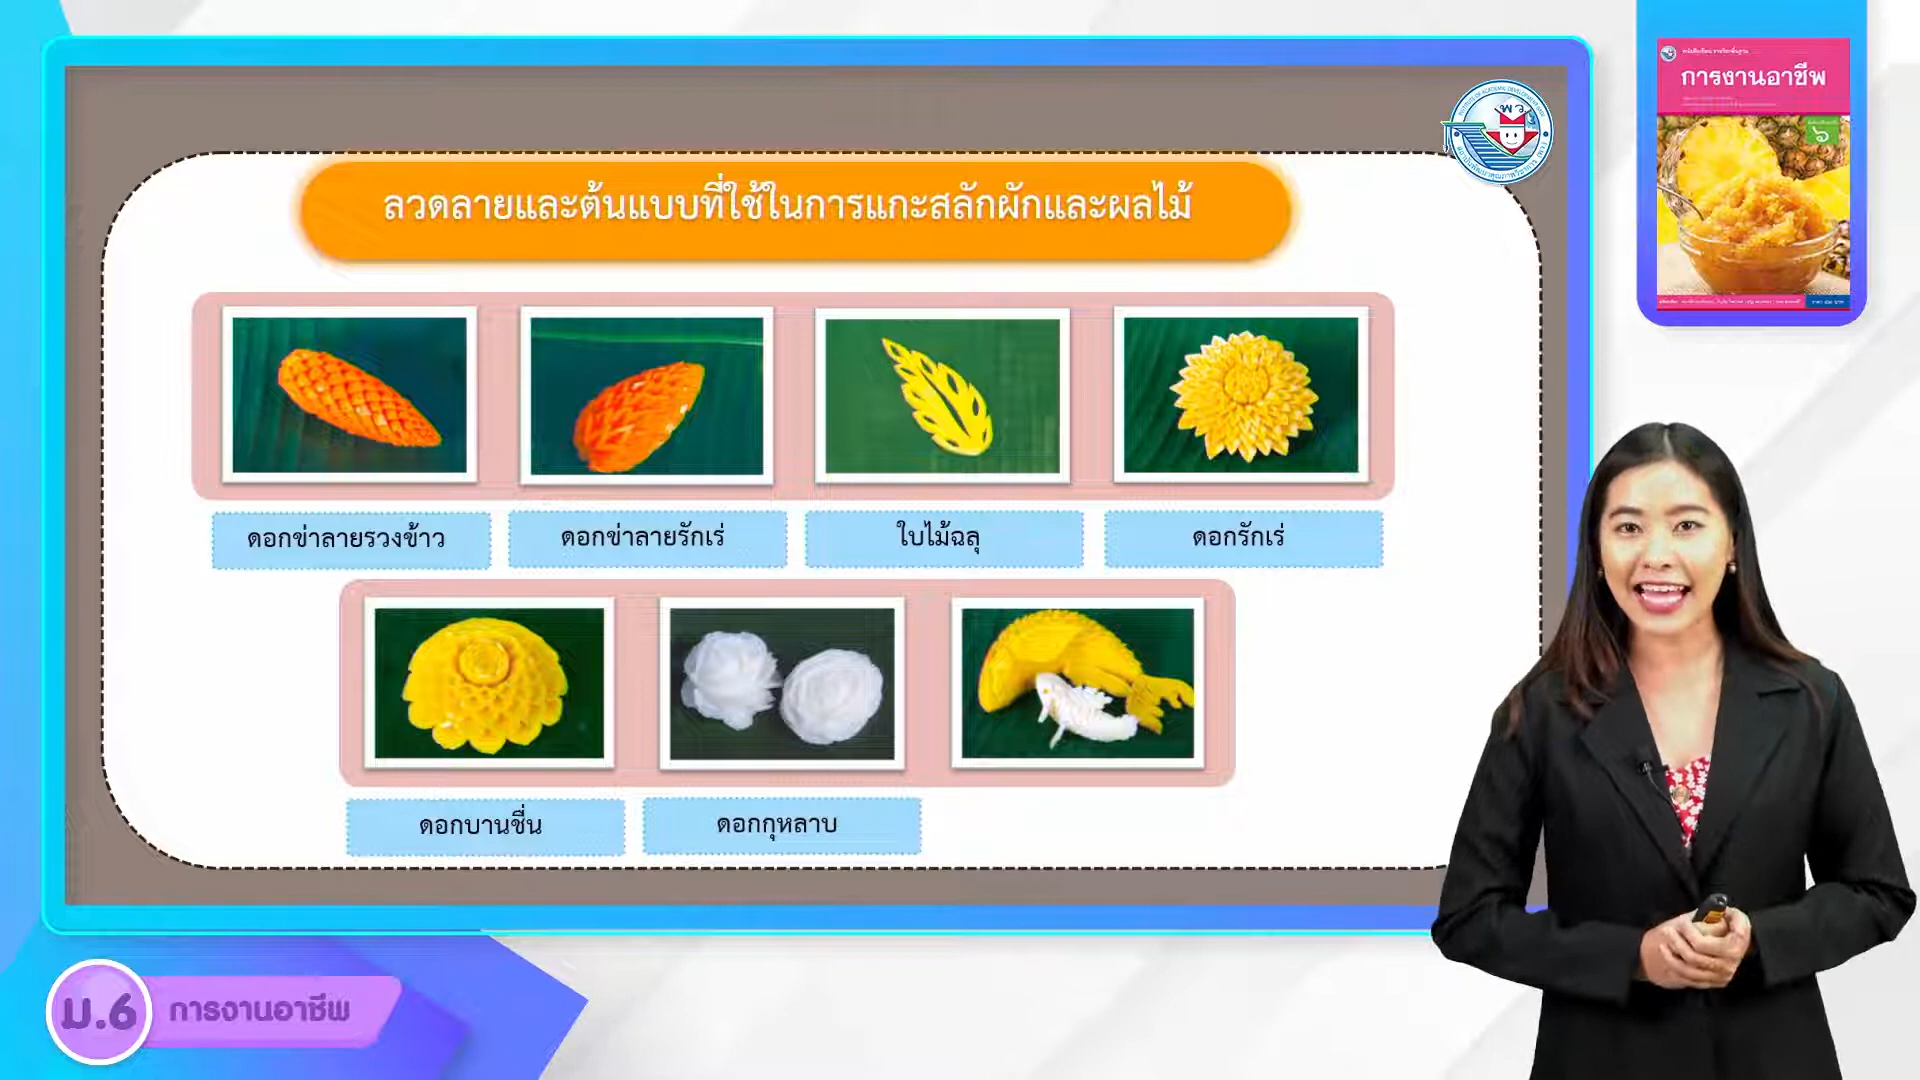 ลวดลายและต้นแบบที่ใช้ในการแกะสลักผักและผลไม้
ดอกข่าลายรวงข้าว
ดอกข่าลายรักเร่
ใบไม้ฉลุ
ดอกรักเร่
ดอกบานชื่น
ดอกกุหลาบ
พว
การงานอาชีพ
๖
ม.6
การงานอาชีพ